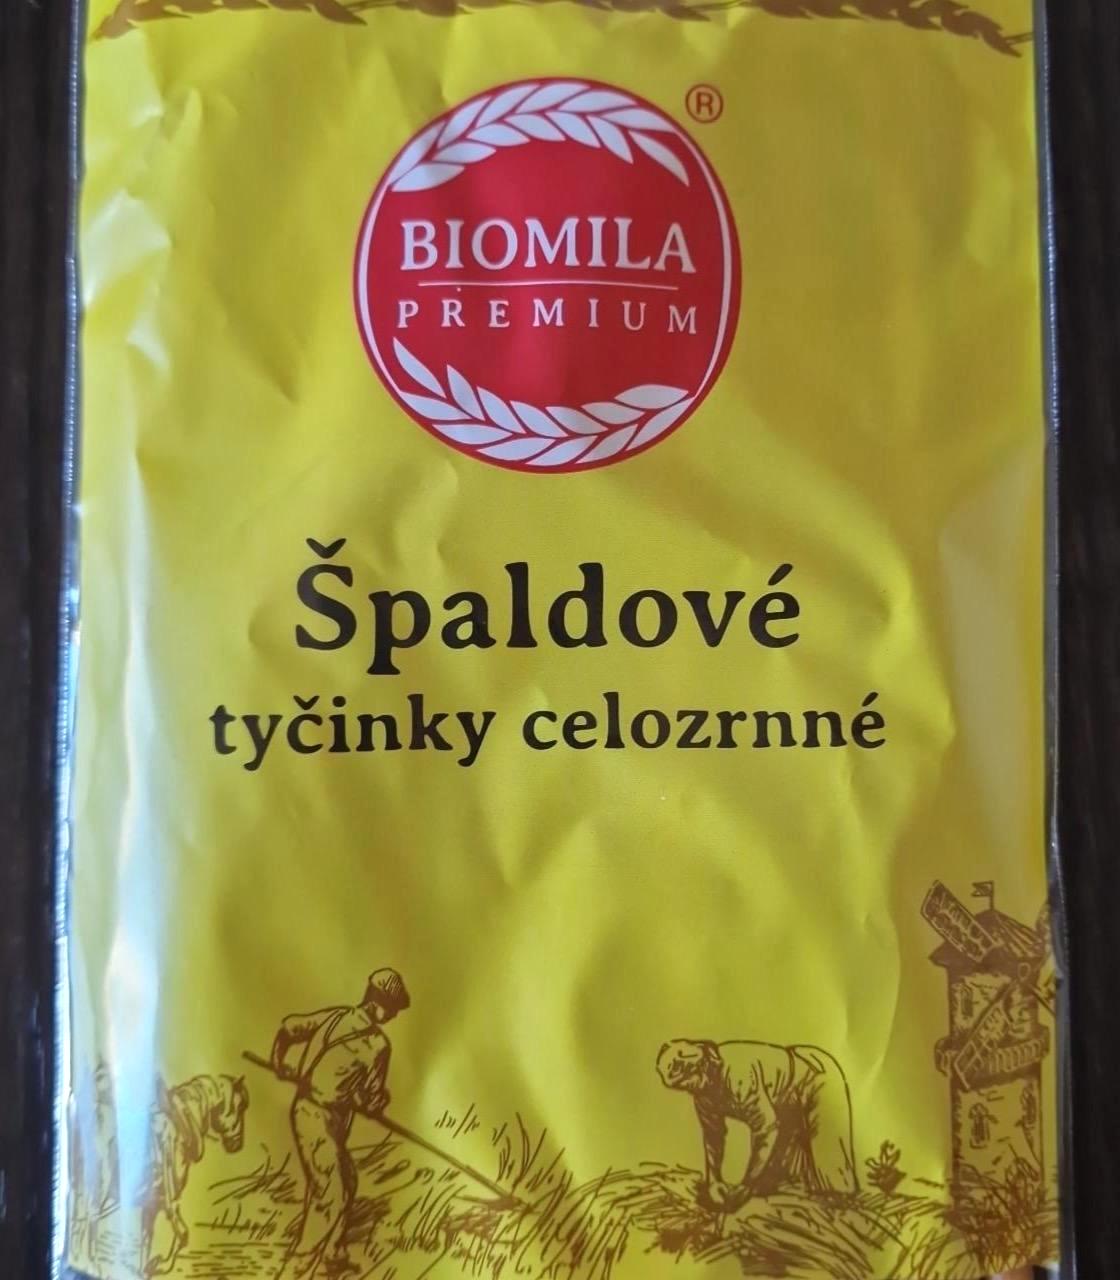 BIOMILA
PREMIUM
®
Špaldové
tyčinky celozrnné